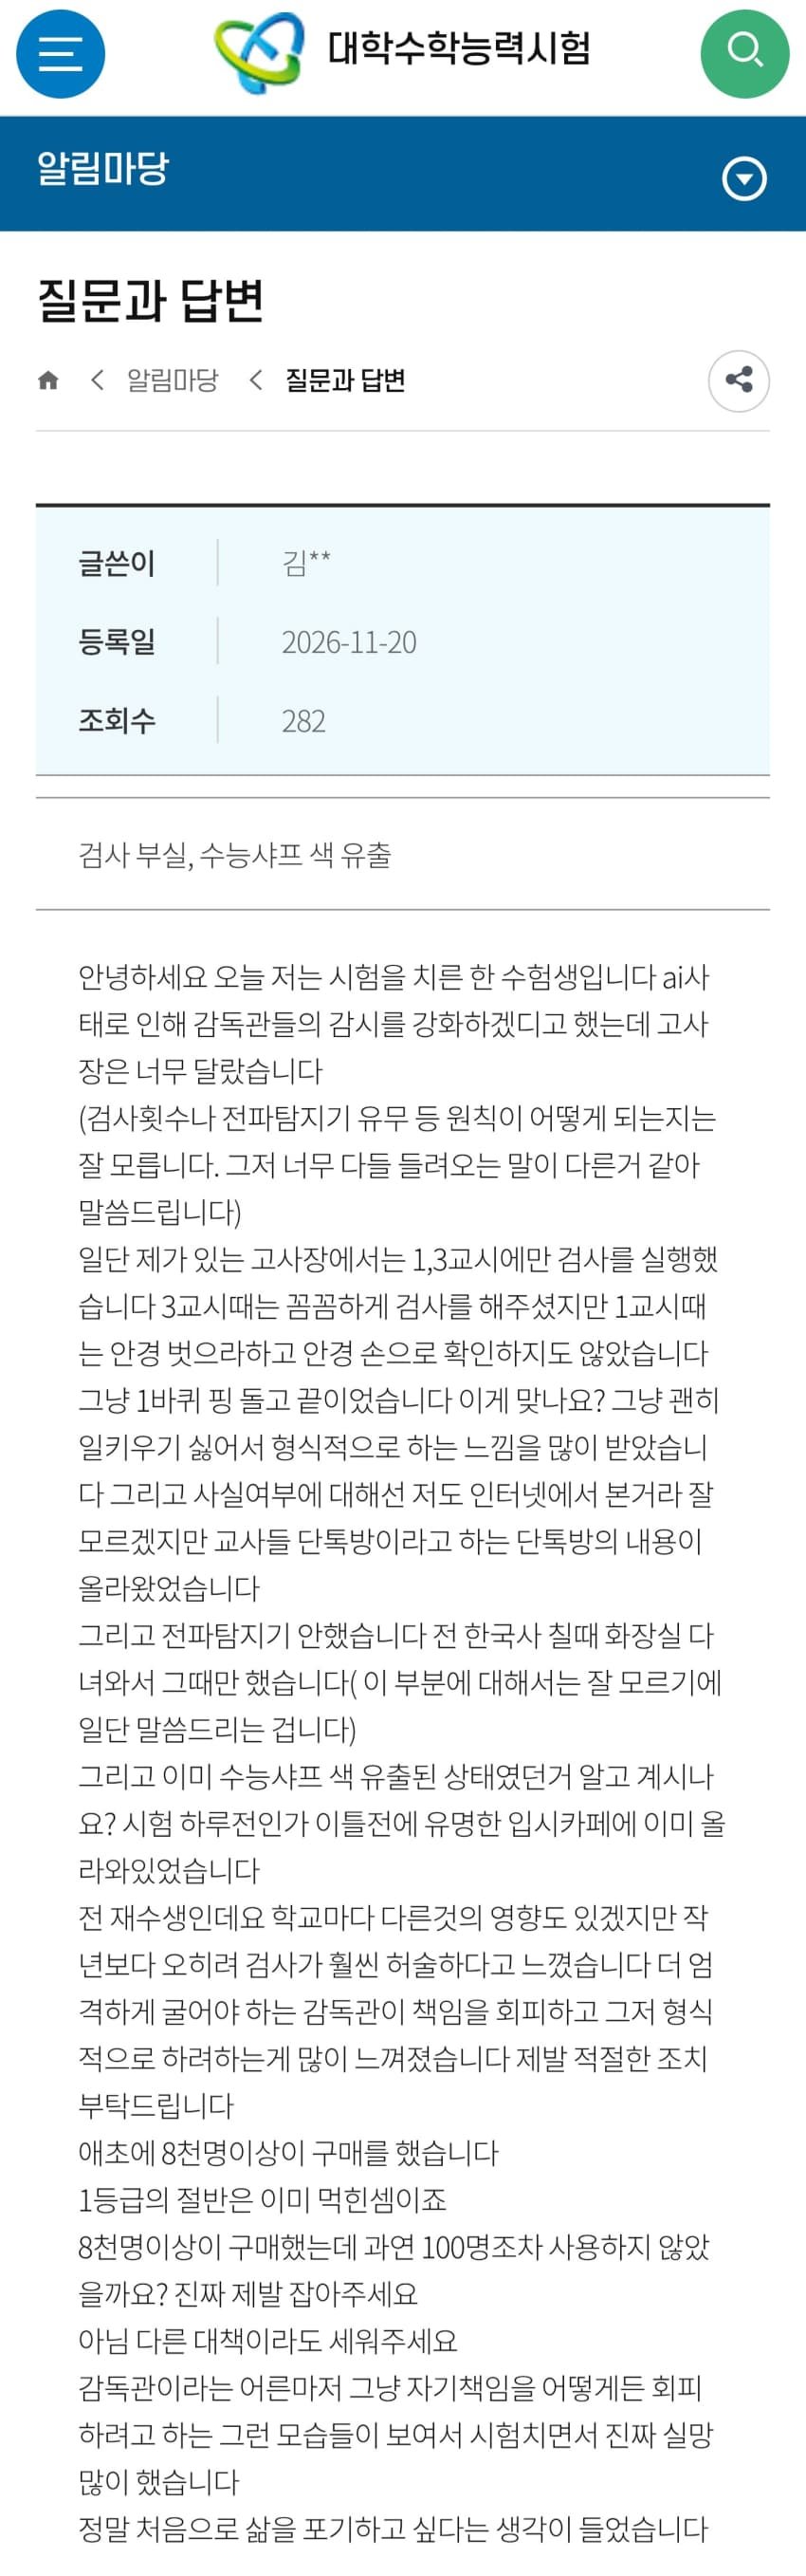 대학수학능력시험
알림마당
질문과 답변
알림마당 < 질문과 답변
글쓴이 김**
등록일 2026-11-20
조회수 282
검사 부실, 수능샤프 색 유출
안녕하세요 오늘 저는 시험을 치른 한 수험생입니다 ai사
태로 인해 감독관들의 감시를 강화하겠디고 했는데 고사
장은 너무 달랐습니다
(검사횟수나 전파탐지기 유무 등 원칙이 어떻게 되는지는
잘 모릅니다. 그저 너무 다들 들려오는 말이 다른거 같아
말씀드립니다)
일단 제가 있는 고사장에서는 1,3교시에만 검사를 실행했
습니다 3교시때는 꼼꼼하게 검사를 해주셨지만 1교시때
는 안경 벗으라하고 안경 손으로 확인하지도 않았습니다
그냥 1바퀴 핑 돌고 끝이었습니다 이게 맞나요? 그냥 괜히
일키우기 싫어서 형식적으로 하는 느낌을 많이 받았습니
다 그리고 사실여부에 대해선 저도 인터넷에서 본거라 잘
모르겠지만 교사들 단톡방이라고 하는 단톡방의 내용이
올라왔었습니다
그리고 전파탐지기 안했습니다 전 한국사 칠때 화장실 다
녀와서 그때만 했습니다( 이 부분에 대해서는 잘 모르기에
일단 말씀드리는 겁니다)
그리고 이미 수능샤프 색 유출된 상태였던거 알고 계시나
요? 시험 하루전인가 이틀전에 유명한 입시카페에 이미 올
라와있었습니다
전 재수생인데요 학교마다 다른것의 영향도 있겠지만 작
년보다 오히려 검사가 훨씬 허술하다고 느꼈습니다 더 엄
격하게 굴어야 하는 감독관이 책임을 회피하고 그저 형식
적으로 하려하는게 많이 느껴졌습니다 제발 적절한 조치
부탁드립니다
애초에 8천명이상이 구매를 했습니다
1등급의 절반은 이미 먹힌셈이죠
8천명이상이 구매했는데 과연 100명조차 사용하지 않았
을까요? 진짜 제발 잡아주세요
아님 다른 대책이라도 세워주세요
감독관이라는 어른마저 그냥 자기책임을 어떻게든 회피
하려고 하는 그런 모습들이 보여서 시험치면서 진짜 실망
많이 했습니다
정말 처음으로 삶을 포기하고 싶다는 생각이 들었습니다